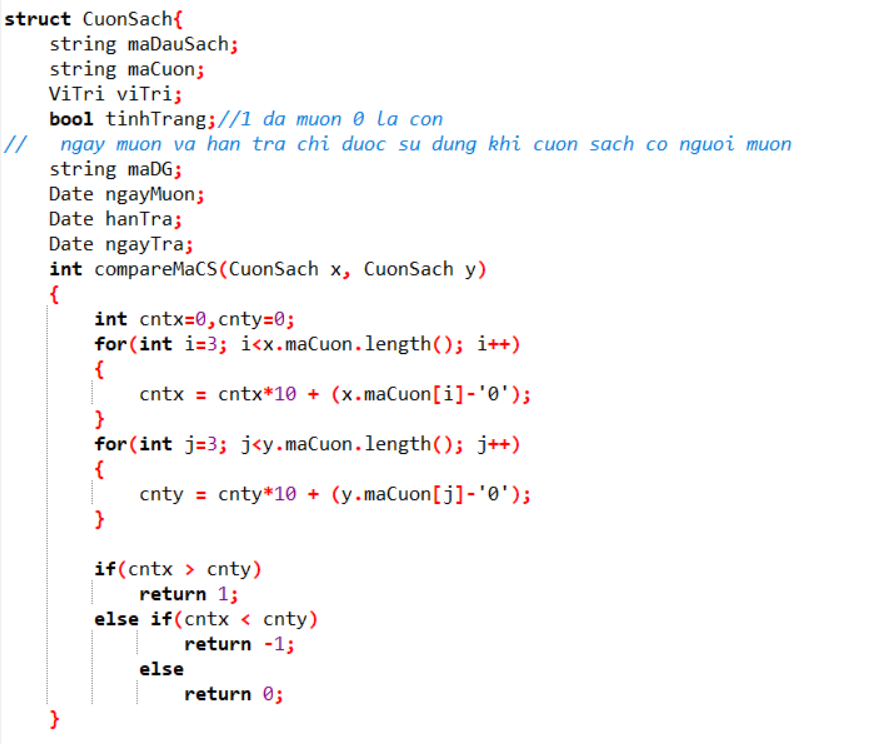 struct CuonSach{
    string maDauSach;
    string maCuon;
    ViTri viTri;
    bool tinhTrang;//1 da muon 0 la con
//   ngay muon va han tra chi duoc su dung khi cuon sach co nguoi muon
    string maDG;
    Date ngayMuon;
    Date hanTra;
    Date ngayTra;
    int compareMaCS(CuonSach x, CuonSach y)
    {
        int cntx=0,cnty=0;
        for(int i=3; i<x.maCuon.length(); i++)
        {
            cntx = cntx*10 + (x.maCuon[i]-'0');
        }
        for(int j=3; j<y.maCuon.length(); j++)
        {
            cnty = cnty*10 + (y.maCuon[j]-'0');
        }

        if(cntx > cnty)
            return 1;
        else if(cntx < cnty)
                return -1;
            else
                return 0;
    }